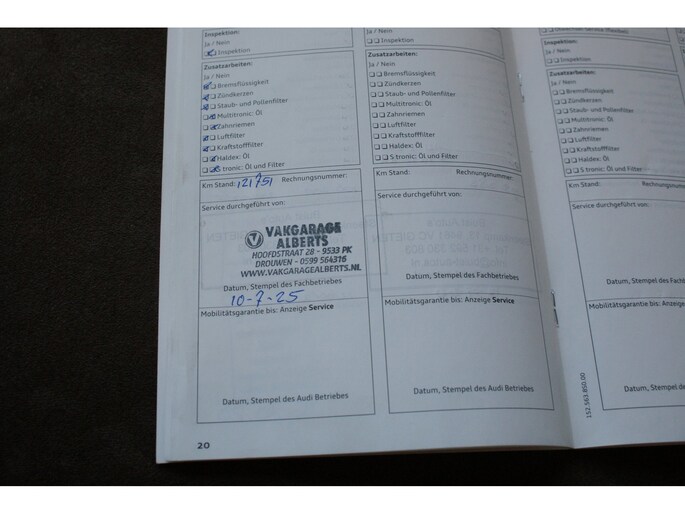 Inspektion:
Ja / Nein
Inspektion
Zusatzarbeiten:
Ja / Nein
Bremsflüssigkeit
Zündkerzen
Staub- und Pollenfilter
Multitronic: Öl
Zahnriemen
Luftfilter
Kraftstofffilter
Haldex: Öl
S tronic: Öl und Filter
Km Stand: 121751 Rechnungsnummer:
Service durchgeführt von:
VAKGARAGE
ALBERTS
HOOFDSTRAAT 28 - 9533 PK
DROUWEN - 0599 564316
WWW.VAKGARAGEALBERTS.NL
Datum, Stempel des Fachbetriebes
10-7-25
Mobilitätsgarantie bis: Anzeige Service
Datum, Stempel des Audi Betriebes
20
Ja / Nein
Inspektion
Zusatzarbeiten:
Ja / Nein
Bremsflüssigkeit
Zündkerzen
Staub- und Pollenfilter
Multitronic: Öl
Zahnriemen
Luftfilter
Kraftstofffilter
Haldex: Öl
S tronic: Öl und Filter
Km Stand: Rechnungsnummer:
Service durchgeführt von:
Datum, Stempel des Fachbetriebes
Mobilitätsgarantie bis: Anzeige Service
Datum, Stempel des Audi Betriebes
152.563.850.00
Inspektion:
Ja / Nein
Inspektion
Zusatzarbeiten:
Ja / Nein
Bremsflüssigkeit
Zündkerzen
Staub- und Pollenfilter
Multitronic: Öl
Zahnriemen
Luftfilter
Kraftstofffilter
Haldex: Öl
S tronic: Öl und Filter
Km Stand: Rechnungsnummer:
Service durchgeführt von:
Datum, Stempel des Fach
Mobilitätsgarantie bis: Anzeige Se
Datum, Stempel des Audi